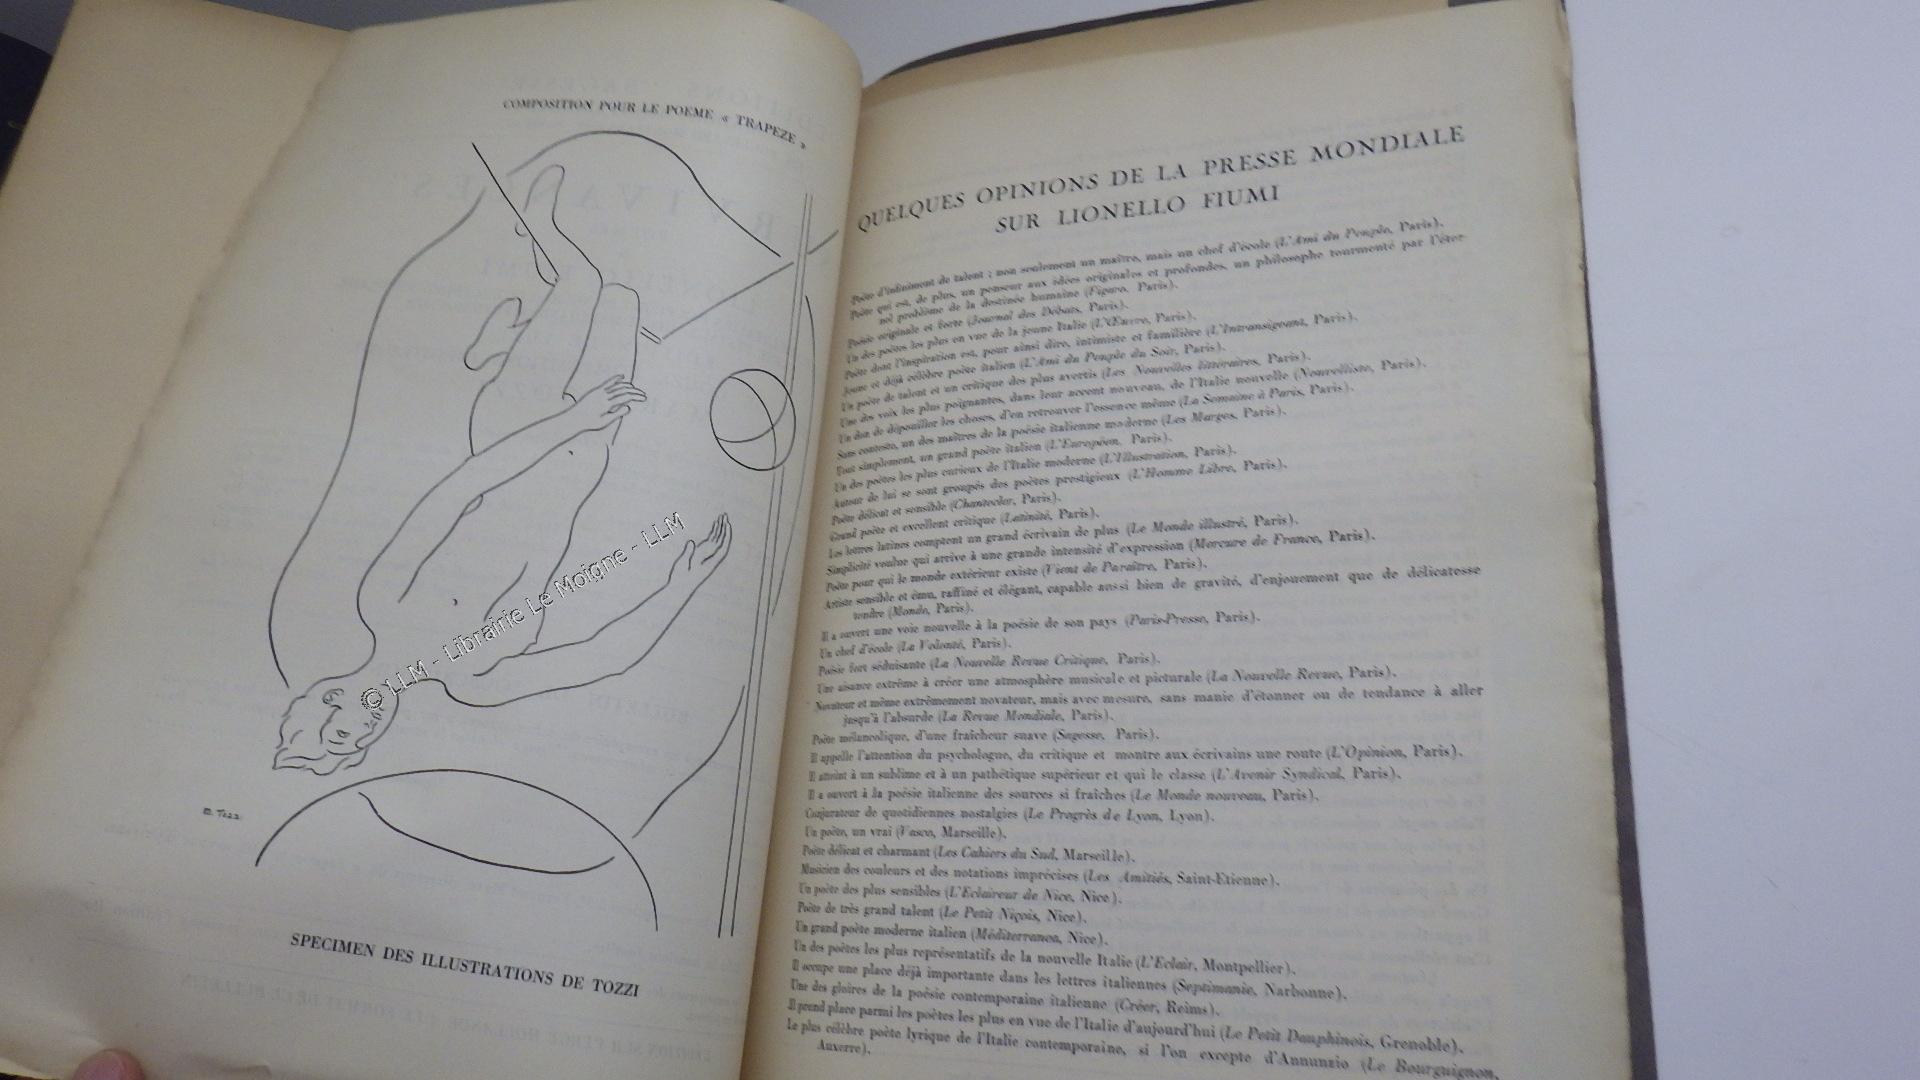 COMPOSITION POUR LE POEME « TRAPEZE »
© LLM - Librairie Le Moigne - LLM
SPECIMEN DES ILLUSTRATIONS DE TOZZI
QUELQUES OPINIONS DE LA PRESSE MONDIALE
SUR LIONELLO FIUMI
Poète d'infiniment de talent ; non seulement un maître, mais un chef d'école (L'Ami du Peuple, Paris).
Poète qui est, de plus, un penseur aux idées originales et profondes, un philosophe tourmenté par l'éter-
nel problème de la destinée humaine (Figaro, Paris).
Poésie originale et forte (Journal des Débats, Paris).
Un des poètes les plus en vue de la jeune Italie (L'Œuvre, Paris).
Poète dont l'inspiration est, pour ainsi dire, intimiste et familière (L'Intransigeant, Paris).
Jeune et déjà célèbre poète italien (L'Ami du Peuple du Soir, Paris).
Un poète de talent et un critique des plus avertis (Les Nouvelles littéraires, Paris).
Une des voix les plus poignantes, dans leur accent nouveau, de l'Italie nouvelle (Nouvelliste, Paris).
Un don de dépouiller les choses, d'en retrouver l'essence même (La Semaine à Paris, Paris).
Sans conteste, un des maîtres de la poésie italienne moderne (Les Marges, Paris).
Tout simplement, un grand poète italien (L'Européen, Paris).
Un des poètes les plus curieux de l'Italie moderne (L'Illustration, Paris).
Autour de lui se sont groupés des poètes prestigieux (L'Homme Libre, Paris).
Poète délicat et sensible (Chantecler, Paris).
Grand poète et excellent critique (Latinité, Paris).
Les lettres latines comptent un grand écrivain de plus (Le Monde illustré, Paris).
Simplicité voulue qui arrive à une grande intensité d'expression (Mercure de France, Paris).
Poète pour qui le monde extérieur existe (Vient de Paraître, Paris).
Artiste sensible et ému, raffiné et élégant, capable aussi bien de gravité, d'enjouement que de délicatesse
tendre (Monde, Paris).
Il a ouvert une voie nouvelle à la poésie de son pays (Paris-Presse, Paris).
Un chef d'école (La Volonté, Paris).
Poésie fort séduisante (La Nouvelle Revue Critique, Paris).
Une aisance extrême à créer une atmosphère musicale et picturale (La Nouvelle Revue, Paris).
Novateur et même extrêmement novateur, mais avec mesure, sans manie d'étonner ou de tendance à aller
jusqu'à l'absurde (La Revue Mondiale, Paris).
Poète mélancolique, d'une fraîcheur suave (Sagesse, Paris).
Il appelle l'attention du psychologue, du critique et montre aux écrivains une route (L'Opinion, Paris).
Il atteint à un sublime et à un pathétique supérieur et qui le classe (L'Avenir Syndical, Paris).
Il a ouvert à la poésie italienne des sources si fraîches (Le Monde nouveau, Paris).
Conjurateur de quotidiennes nostalgies (Le Progrès de Lyon, Lyon).
Un poète, un vrai (Vasco, Marseille).
Poète délicat et charmant (Les Cahiers du Sud, Marseille).
Musicien des couleurs et des notations imprécises (Les Amitiés, Saint-Etienne).
Un poète des plus sensibles (L'Eclaireur de Nice, Nice).
Poète de très grand talent (Le Petit Niçois, Nice).
Un grand poète moderne italien (Méditerranea, Nice).
Un des poètes les plus représentatifs de la nouvelle Italie (L'Eclair, Montpellier).
Il occupe une place déjà importante dans les lettres italiennes (Septimanie, Narbonne).
Une des gloires de la poésie contemporaine italienne (Créer, Reims).
Il prend place parmi les poètes les plus en vue de l'Italie d'aujourd'hui (Le Petit Dauphinois, Grenoble).
Le plus célèbre poète lyrique de l'Italie contemporaine, si l'on excepte d'Annunzio (Le Bourguignon,
Auxerre).